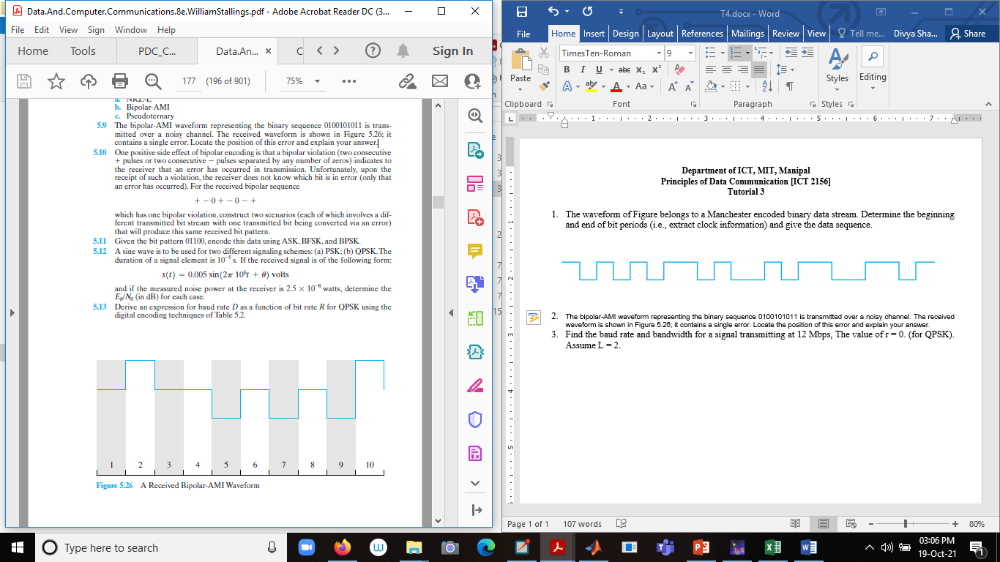 Data.And.Computer.Communications.8e.WilliamStallings.pdf - Adobe Acrobat Reader DC (3...
File Edit View Sign Window Help
Home Tools PDC_C... Data.An... × C Sign In
177 (196 of 901) 75%
a. NRZ-L
b. Bipolar-AMI
c. Pseudoternary
5.9 The bipolar-AMI waveform representing the binary sequence 0100101011 is trans-
mitted over a noisy channel. The received waveform is shown in Figure 5.26; it
contains a single error. Locate the position of this error and explain your answer.
5.10 One positive side effect of bipolar encoding is that a bipolar violation (two consecutive
+ pulses or two consecutive − pulses separated by any number of zeros) indicates to
the receiver that an error has occurred in transmission. Unfortunately, upon the
receipt of such a violation, the receiver does not know which bit is in error (only that
an error has occurred). For the received bipolar sequence
+ − 0 + − 0 − +
which has one bipolar violation, construct two scenarios (each of which involves a dif-
ferent transmitted bit stream with one transmitted bit being converted via an error)
that will produce this same received bit pattern.
5.11 Given the bit pattern 01100, encode this data using ASK, BFSK, and BPSK.
5.12 A sine wave is to be used for two different signaling schemes: (a) PSK; (b) QPSK. The
duration of a signal element is 10⁻⁵ s. If the received signal is of the following form:
s(t) = 0.005 sin(2π 10⁶t + θ) volts
and if the measured noise power at the receiver is 2.5 × 10⁻⁸ watts, determine the
Eb/N0 (in dB) for each case.
5.13 Derive an expression for baud rate D as a function of bit rate R for QPSK using the
digital encoding techniques of Table 5.2.
1 2 3 4 5 6 7 8 9 10
Figure 5.26 A Received Bipolar-AMI Waveform
T4.docx - Word
File Home Insert Design Layout References Mailings Review View Tell me... Divya Sha... Share
TimesTen-Roman 9
Paste
B I U abc x₂ x²
A Aa
Styles Editing
Clipboard Font Paragraph Styles
1 2 3 4 5 6 7
Department of ICT, MIT, Manipal
Principles of Data Communication [ICT 2156]
Tutorial 3
1. The waveform of Figure belongs to a Manchester encoded binary data stream. Determine the beginning
and end of bit periods (i.e., extract clock information) and give the data sequence.
2. The bipolar-AMI waveform representing the binary sequence 0100101011 is transmitted over a noisy channel. The received
waveform is shown in Figure 5.26; it contains a single error. Locate the position of this error and explain your answer.
3. Find the baud rate and bandwidth for a signal transmitting at 12 Mbps, The value of r = 0. (for QPSK).
Assume L = 2.
Page 1 of 1 107 words 80%
Type here to search
03:06 PM
19-Oct-21